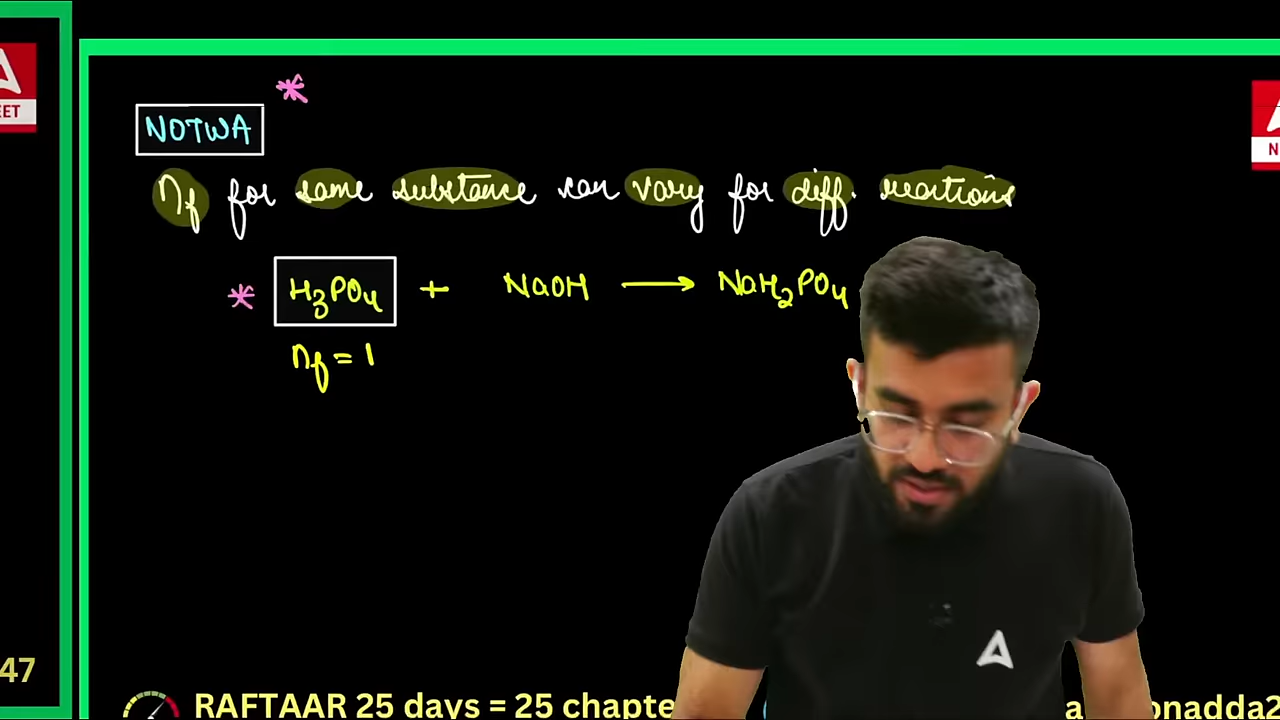 EET
NOTWA *
nf for same substance can vary for diff. reactions
* H₃PO₄ + NaOH ⟶ NaH₂PO₄
nf = 1
47
RAFTAAR 25 days = 25 chapte